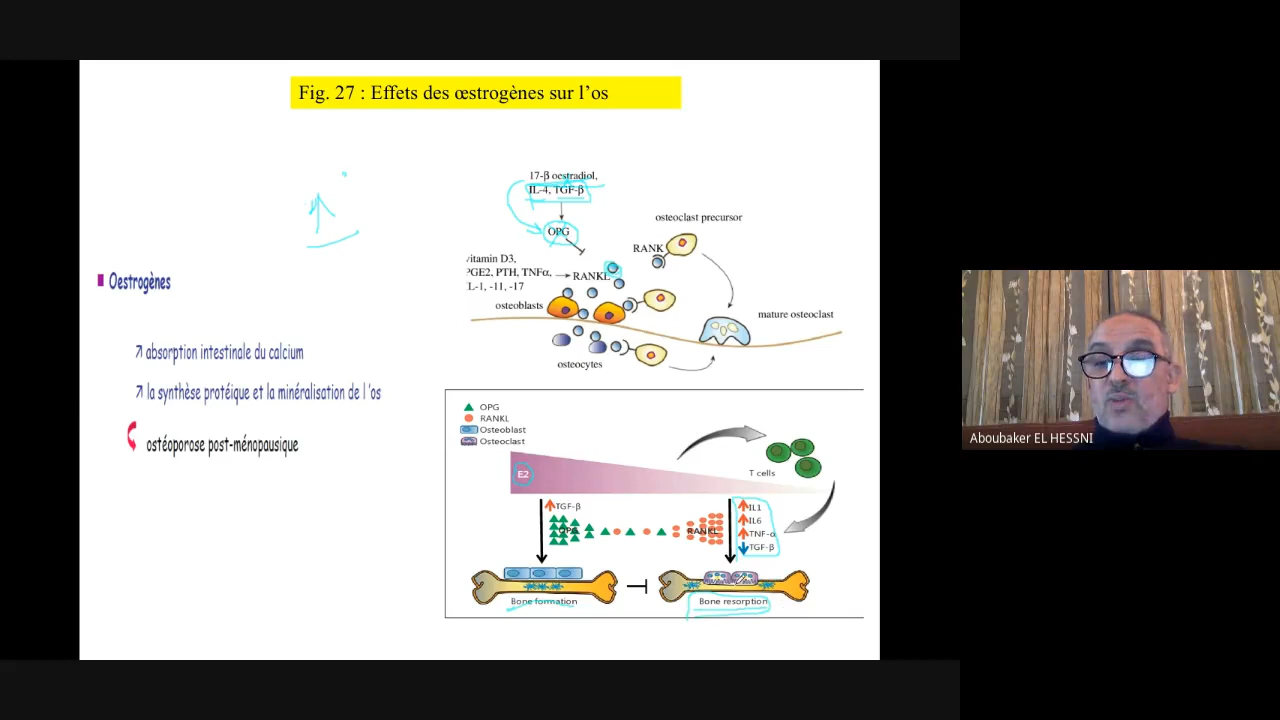 Fig. 27 : Effets des œstrogènes sur l’os
17-β oestradiol,
IL-4, TGF-β
OPG
osteoclast precursor
RANK
vitamin D3,
PGE2, PTH, TNFα,
IL-1, -11, -17
RANKL
osteoblasts
mature osteoclast
osteocytes
Oestrogènes
↗ absorption intestinale du calcium
↗ la synthèse protéique et la minéralisation de l ’os
ostéoporose post-ménopausique
OPG
RANKL
Osteoblast
Osteoclast
E2
T cells
TGF-β
OPG
RANKL
IL1
IL6
TNF-α
TGF-β
Bone formation
Bone resorption
Aboubaker EL HESSNI